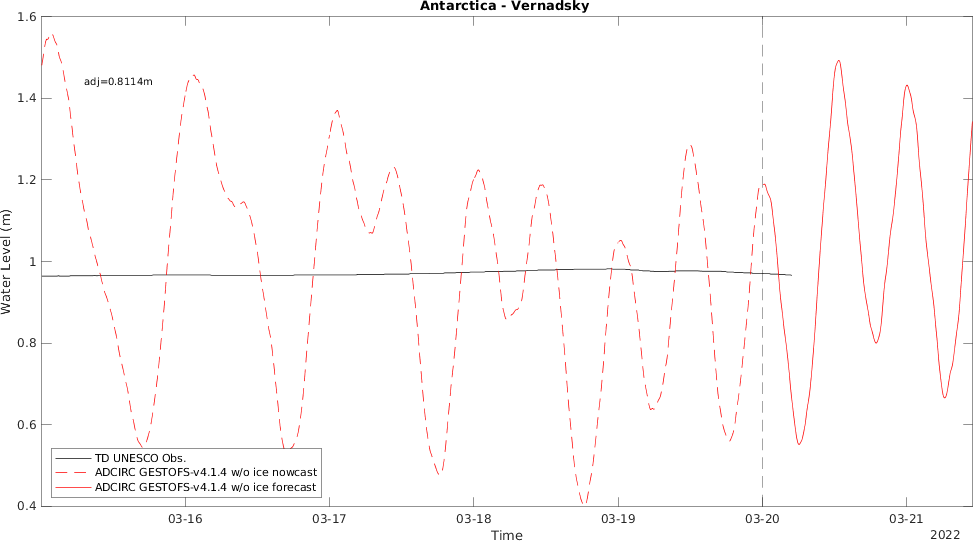 Antarctica - Vernadsky
1.6
1.4
1.2
1
0.8
0.6
0.4
Water Level (m)
adj=0.8114m
TD UNESCO Obs.
ADCIRC GESTOFS-v4.1.4 w/o ice nowcast
ADCIRC GESTOFS-v4.1.4 w/o ice forecast
03-16 03-17 03-18 03-19 03-20 03-21
Time
2022